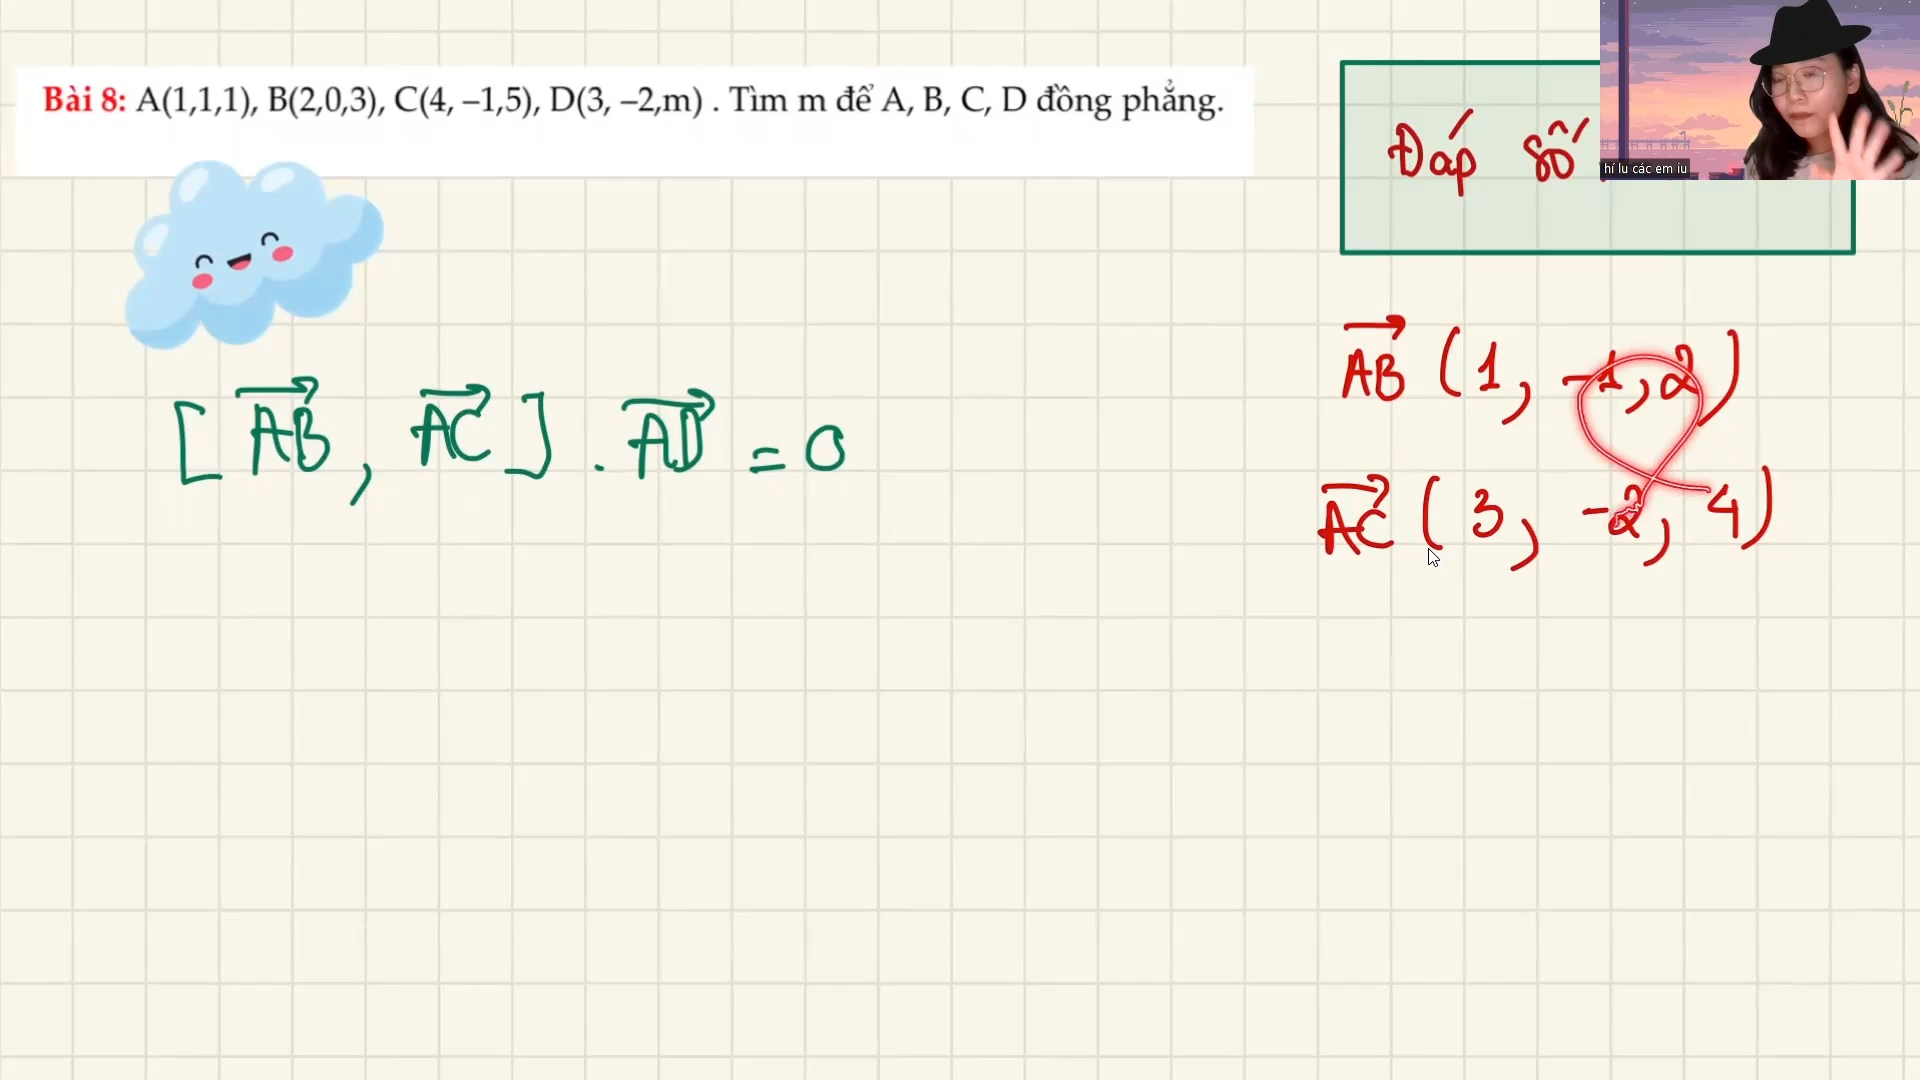 Bài 8: A(1,1,1), B(2,0,3), C(4, –1,5), D(3, –2,m) . Tìm m để A, B, C, D đồng phẳng.
Đáp số
hí lu các em iu
AB (1, -1, 2)
[AB, AC] . AD = 0
AC (3, -2, 4)